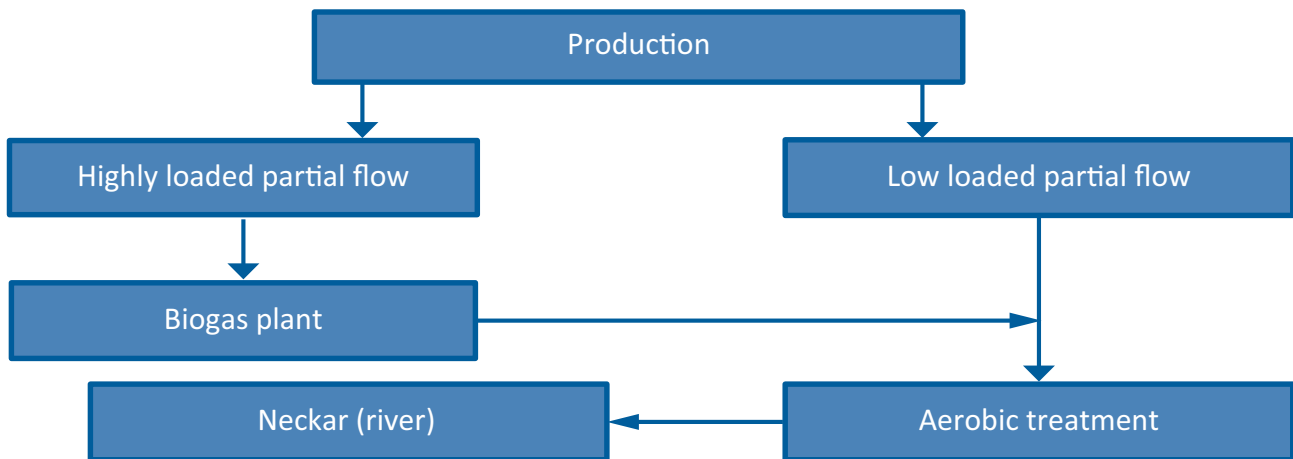 Production
Highly loaded partial flow
Low loaded partial flow
Biogas plant
Neckar (river)
Aerobic treatment